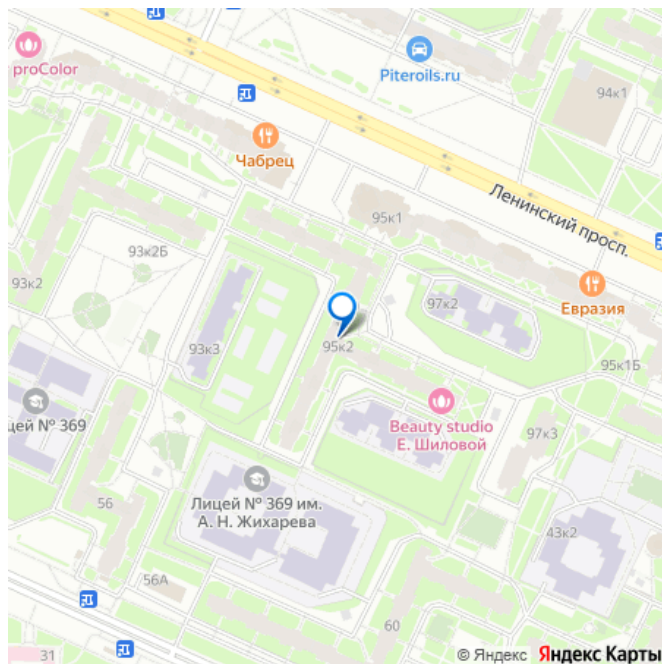 proColor
Piteroils.ru
94к1
Чабрец
Ленинский просп.
95к1
93к2Б
93к2
97к2
Евразия
93к3
95к2
95к1Б
цей № 369
Beauty studio
Е. Шиловой
97к3
Лицей № 369 им.
А. Н. Жихарева
56
43к2
56А
60
31
© Яндекс Яндекс Карты